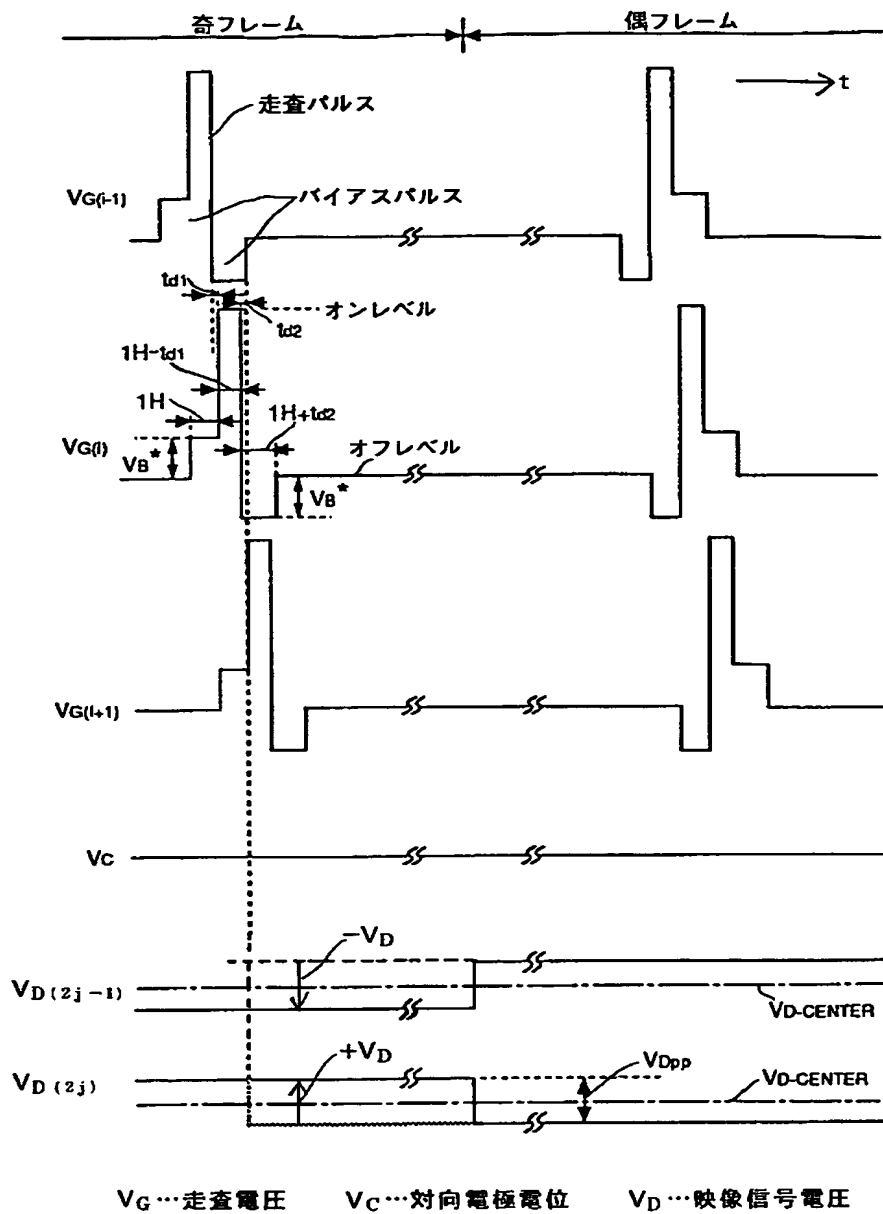 奇フレーム 偶フレーム
t
走査パルス
VG(i-1)
バイアスパルス
td1
オンレベル
td2
1H-td1
1H
1H+td2
VG(i)
オフレベル
VB*
VB*
VG(i+1)
VC
-VD
VD(2j-1)
VD-CENTER
+VD
VDpp
VD(2j)
VD-CENTER
VG…走査電圧 VC…対向電極電位 VD…映像信号電圧